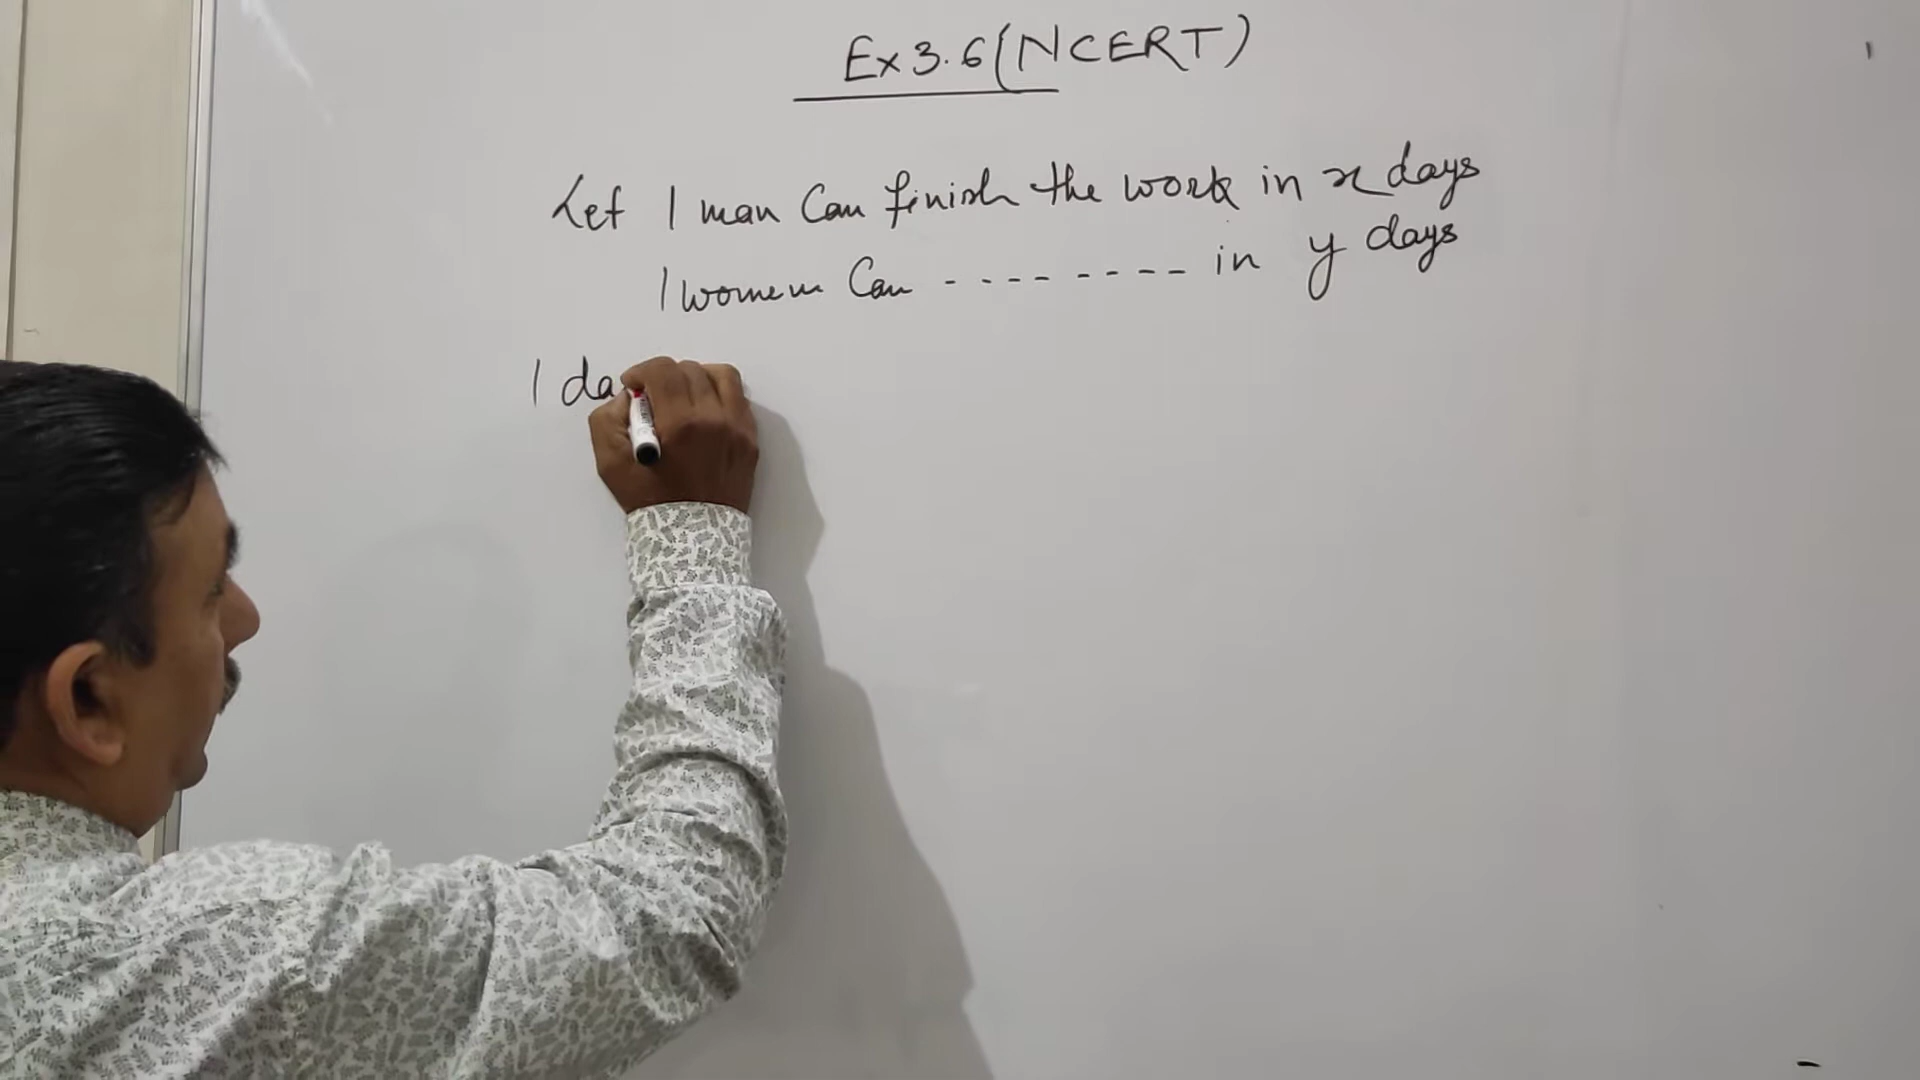 Ex 3.6 (NCERT)
Let 1 man Can finish the work in x days
1 women Can - - - - - - - - in y days
1 da